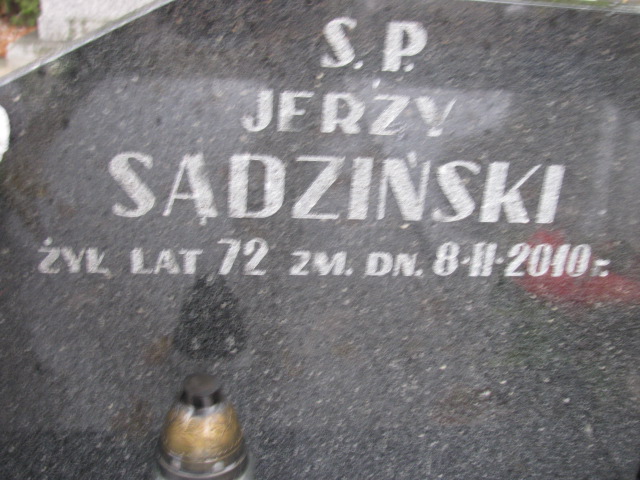 Ś.P.
JERZY
SĄDZIŃSKI
ŻYŁ LAT 72 ZM. DN. 8·II·2010 r.